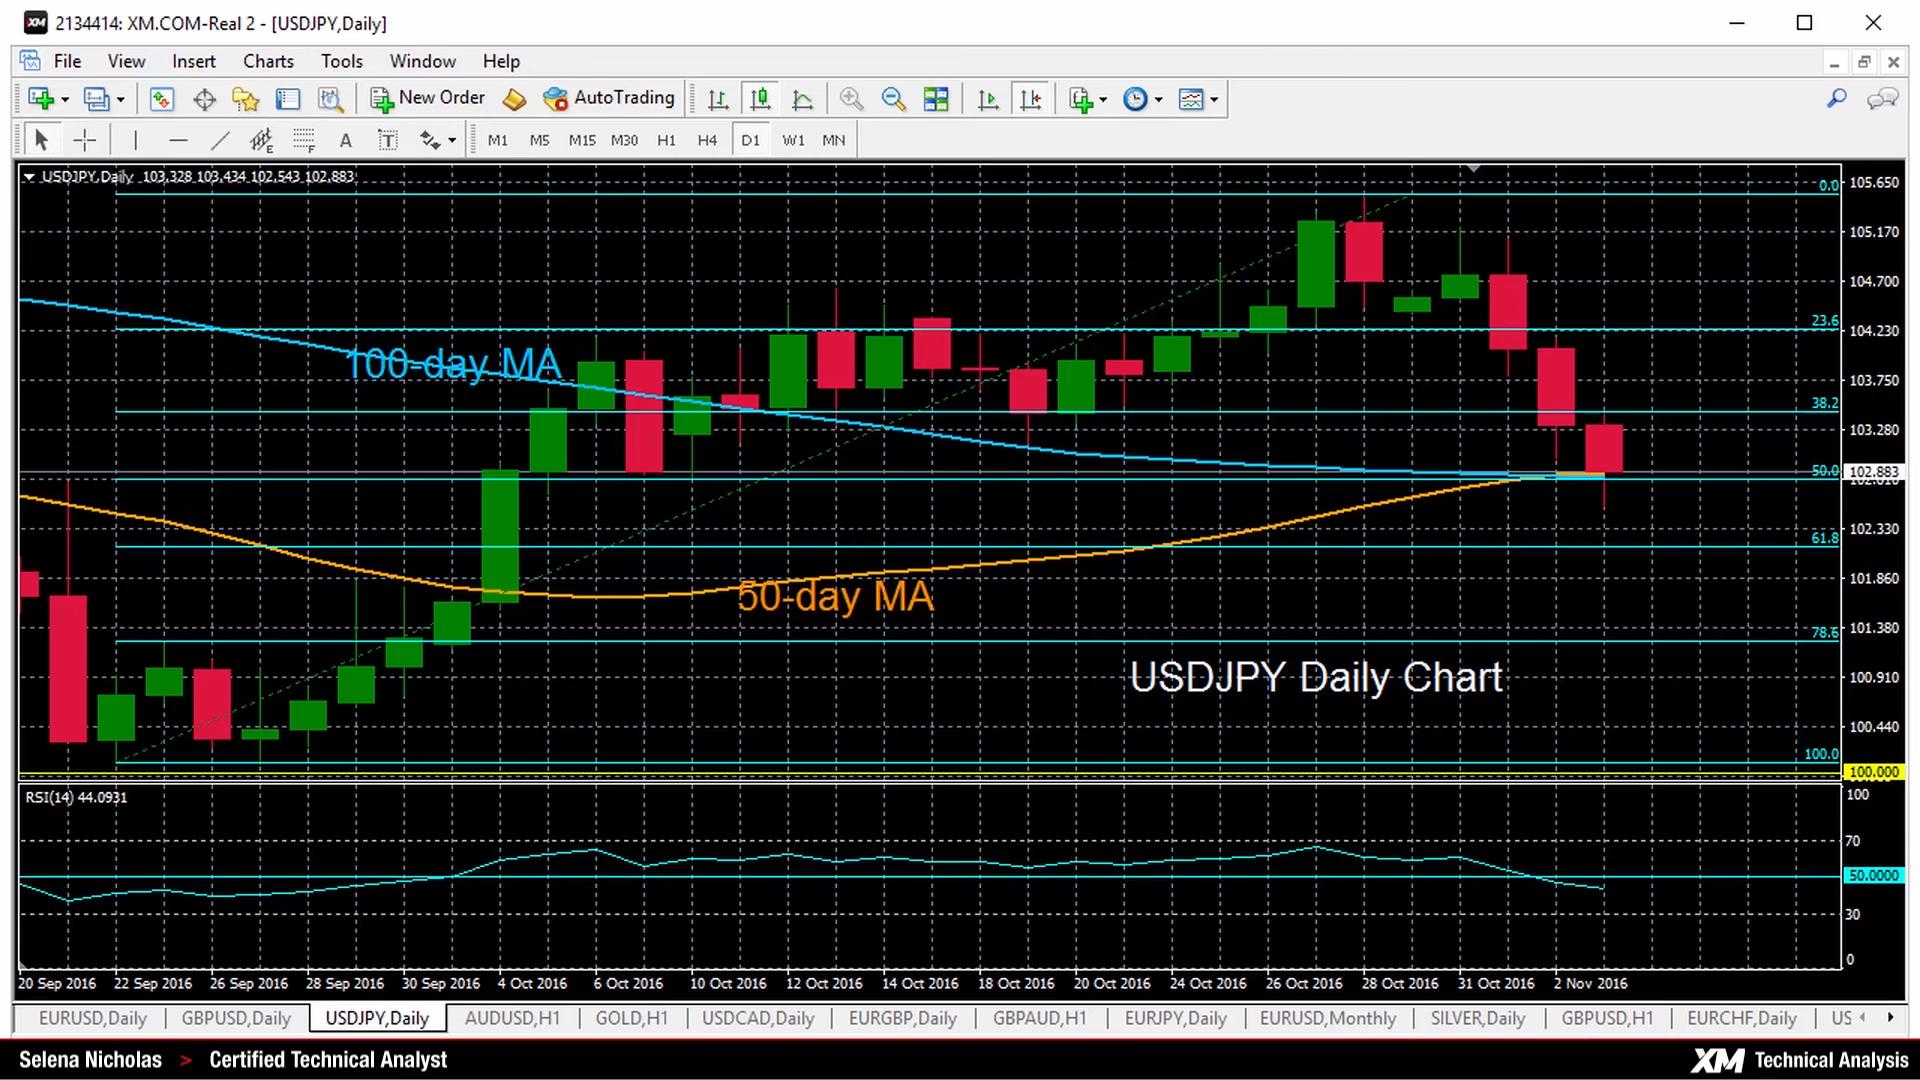 XM 2134414: XM.COM-Real 2 - [USDJPY,Daily]
File View Insert Charts Tools Window Help
New Order AutoTrading
A T M1 M5 M15 M30 H1 H4 D1 W1 MN
USDJPY,Daily 103.328 103.434 102.543 102.883
105.650
0.0
105.170
104.700
23.6
104.230
100-day MA
103.750
38.2
103.280
50.0
102.883
102.330
61.8
101.860
50-day MA
101.380
78.6
USDJPY Daily Chart
100.910
100.440
100.0
100.000
RSI(14) 44.0931
100
70
50.0000
30
0
20 Sep 2016 22 Sep 2016 26 Sep 2016 28 Sep 2016 30 Sep 2016 4 Oct 2016 6 Oct 2016 10 Oct 2016 12 Oct 2016 14 Oct 2016 18 Oct 2016 20 Oct 2016 24 Oct 2016 26 Oct 2016 28 Oct 2016 31 Oct 2016 2 Nov 2016
EURUSD,Daily GBPUSD,Daily USDJPY,Daily AUDUSD,H1 GOLD,H1 USDCAD,Daily EURGBP,Daily GBPAUD,H1 EURJPY,Daily EURUSD,Monthly SILVER,Daily GBPUSD,H1 EURCHF,Daily US
Selena Nicholas > Certified Technical Analyst XM Technical Analysis